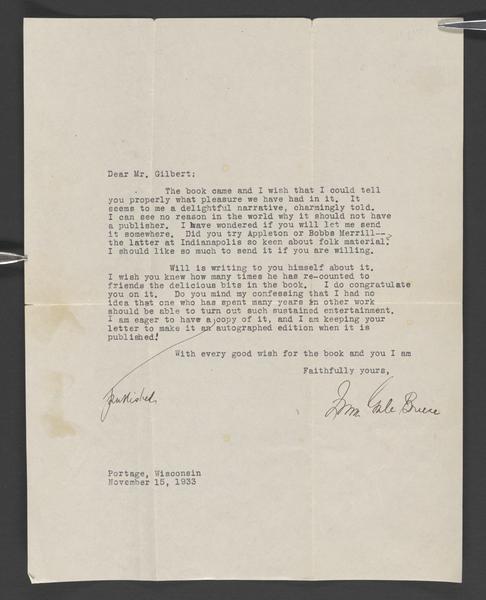 Dear Mr. Gilbert:
The book came and I wish that I could tell
you properly what pleasure we have had in it. It
seems to me a delightful narrative, charmingly told.
I can see no reason in the world why it should not have
a publisher. I have wondered if you will let me send
it somewhere. Did you try Appleton or Bobbs Merrill--
the latter at Indianapolis so keen about folk material?
I should like so much to send it if you are willing.
Will is writing to you himself about it.
I wish you knew how many times he has re-counted to
friends the delicious bits in the book. I do congratulate
you on it. Do you mind my confessing that I had no
idea that one who has spent many years in other work
should be able to turn out such sustained entertainment.
I am eager to have a copy of it, and I am keeping your
letter to make it an autographed edition when it is
published!
With every good wish for the book and you I am
Faithfully yours,
published
Zona Gale Breese
Portage, Wisconsin
November 15, 1933